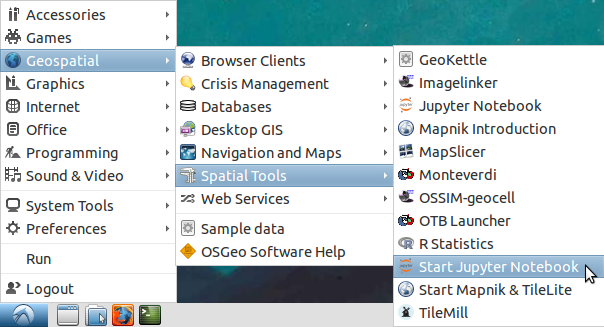 Accessories
Games
Geospatial
Graphics
Internet
Office
Programming
Sound & Video
System Tools
Preferences
Run
Logout
Browser Clients
Crisis Management
Databases
Desktop GIS
Navigation and Maps
Spatial Tools
Web Services
Sample data
OSGeo Software Help
GeoKettle
Imagelinker
Jupyter Notebook
Mapnik Introduction
MapSlicer
Monteverdi
OSSIM-geocell
OTB Launcher
R Statistics
Start Jupyter Notebook
Start Mapnik & TileLite
TileMill